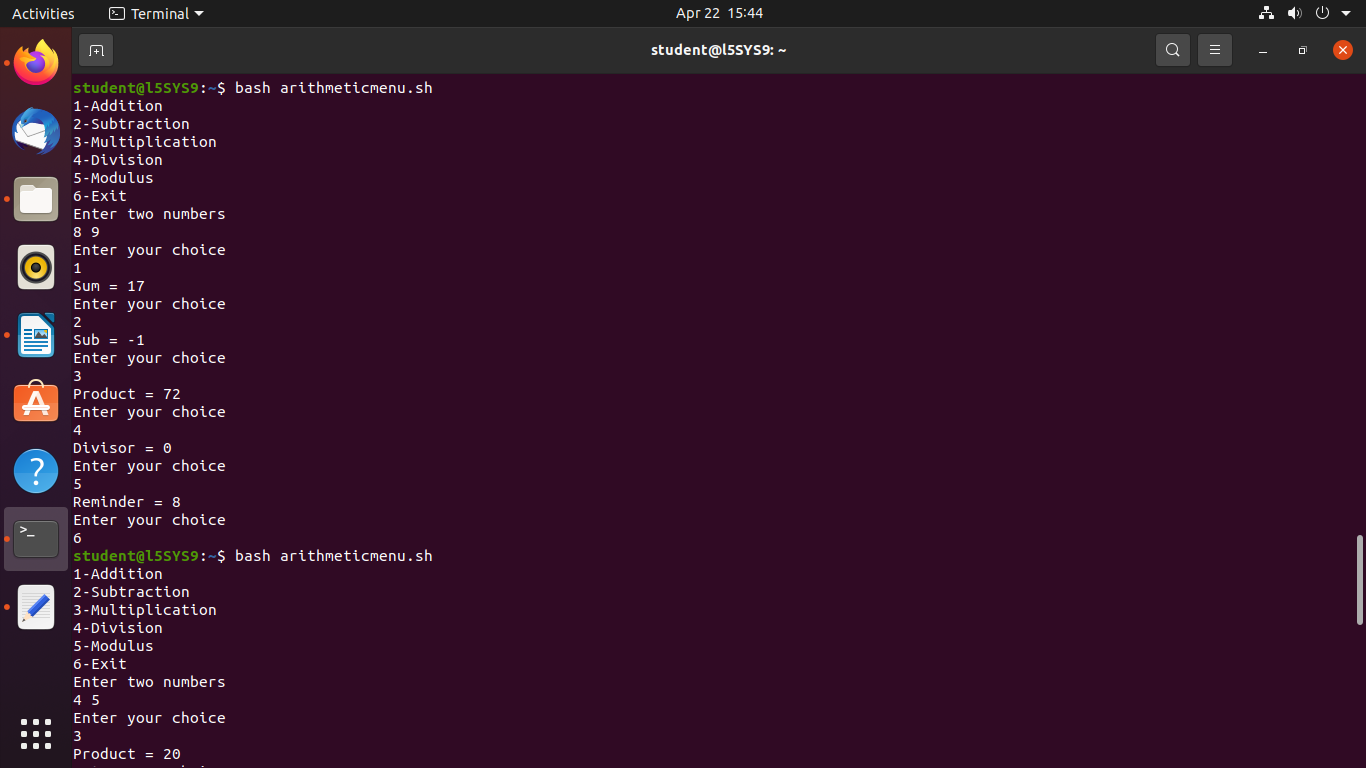 Activities Terminal Apr 22 15:44
student@l5SYS9: ~
student@l5SYS9:~$ bash arithmeticmenu.sh
1-Addition
2-Subtraction
3-Multiplication
4-Division
5-Modulus
6-Exit
Enter two numbers
8 9
Enter your choice
1
Sum = 17
Enter your choice
2
Sub = -1
Enter your choice
3
Product = 72
Enter your choice
4
Divisor = 0
Enter your choice
5
Reminder = 8
Enter your choice
6
student@l5SYS9:~$ bash arithmeticmenu.sh
1-Addition
2-Subtraction
3-Multiplication
4-Division
5-Modulus
6-Exit
Enter two numbers
4 5
Enter your choice
3
Product = 20